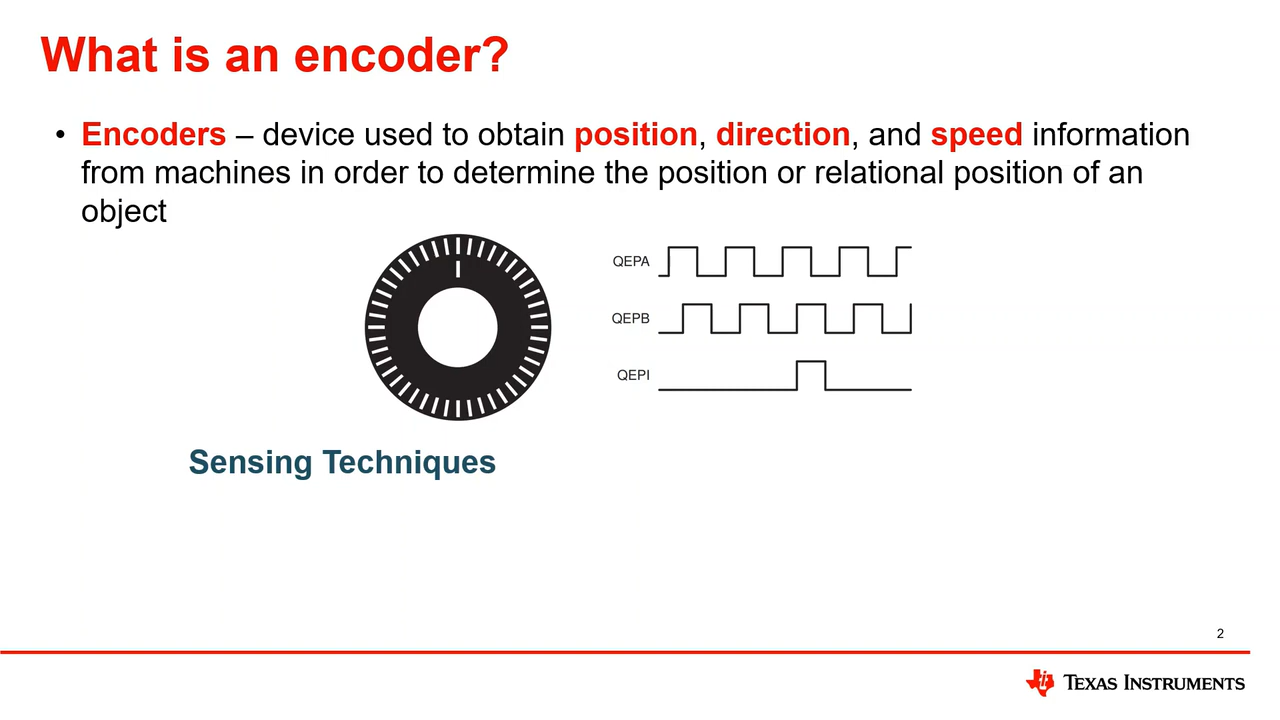 What is an encoder?
• Encoders – device used to obtain position, direction, and speed information
from machines in order to determine the position or relational position of an
object
QEPA
QEPB
QEPI
Sensing Techniques
2
TEXAS INSTRUMENTS